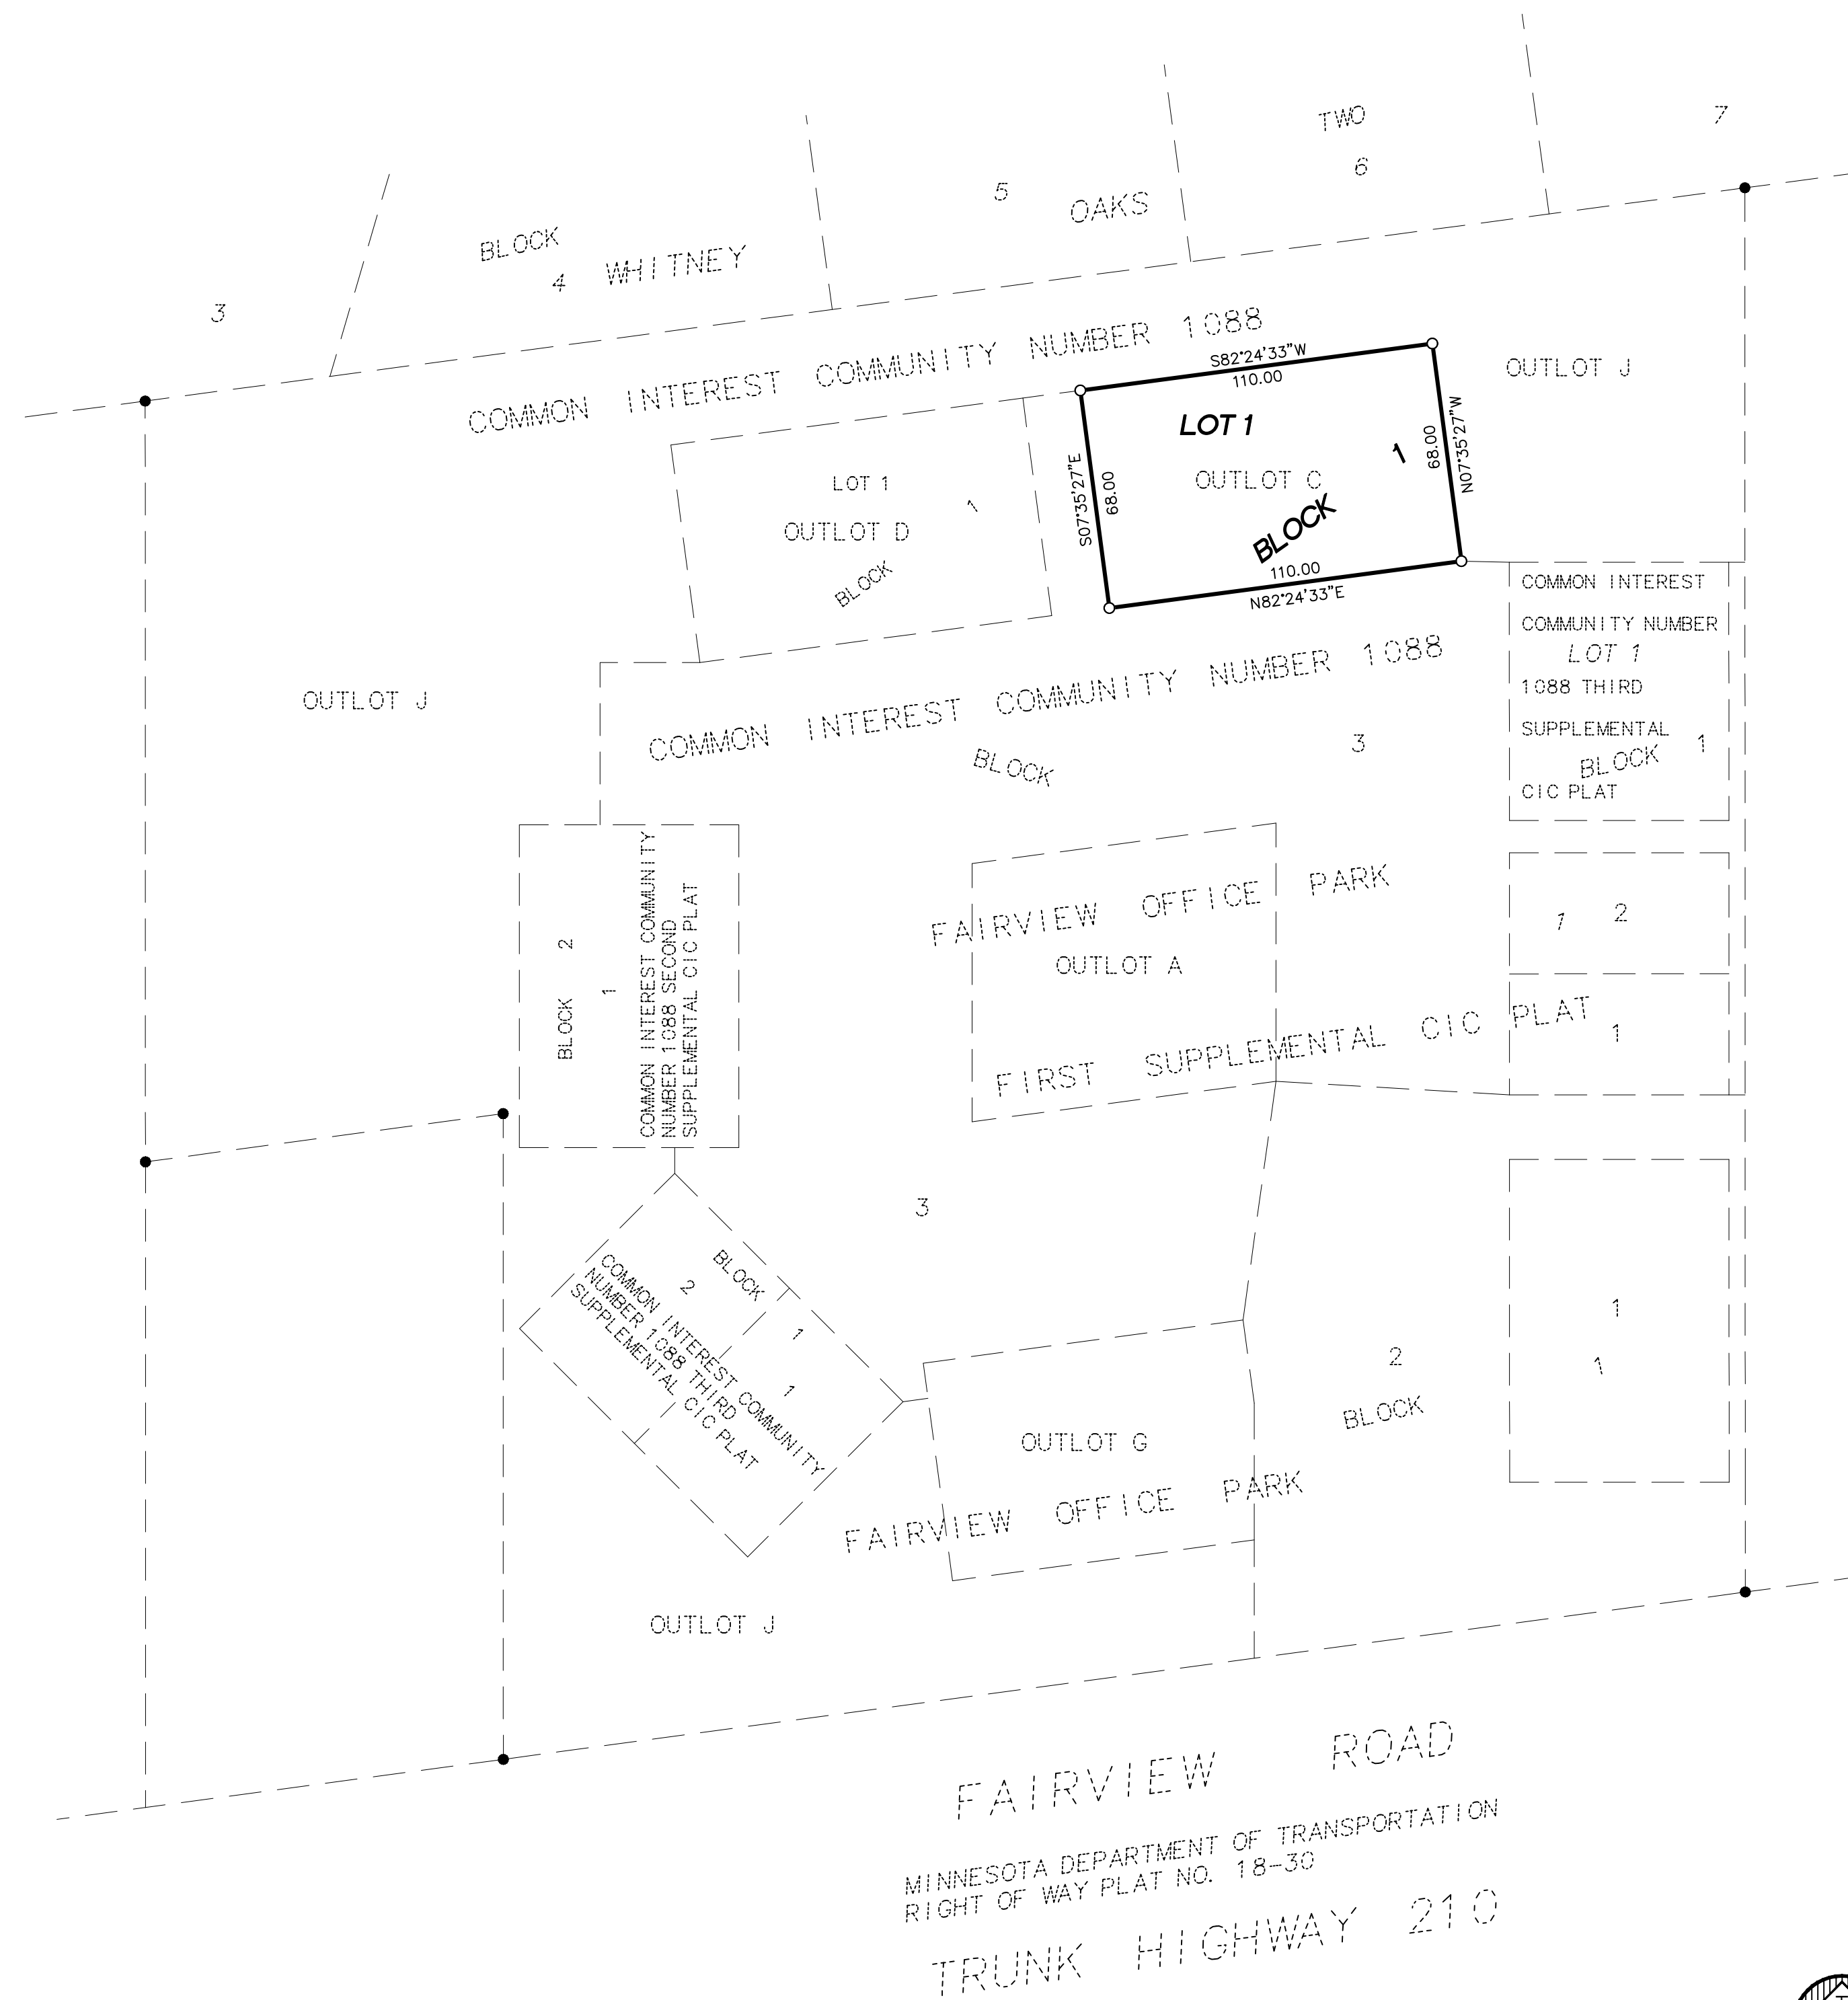 TWO
6
7
5
OAKS
BLOCK
4 WHITNEY
3
COMMON INTEREST COMMUNITY NUMBER 1088
S82°24'33"W
110.00
OUTLOT J
LOT 1
1
OUTLOT C
BLOCK
S07°35'27"E
68.00
68.00
N07°35'27"W
110.00
N82°24'33"E
LOT 1
1
OUTLOT D
BLOCK
COMMON INTEREST
COMMUNITY NUMBER
LOT 1
1088 THIRD
SUPPLEMENTAL
BLOCK 1
CIC PLAT
OUTLOT J
COMMON INTEREST COMMUNITY NUMBER 1088
BLOCK
3
FAIRVIEW OFFICE PARK
OUTLOT A
FIRST SUPPLEMENTAL CIC PLAT
1 2
1
BLOCK 2
1
COMMON INTEREST COMMUNITY
NUMBER 1088 SECOND
SUPPLEMENTAL CIC PLAT
3
BLOCK
2
1
1
COMMON INTEREST COMMUNITY
NUMBER 1088 THIRD
SUPPLEMENTAL CIC PLAT
1
1
2
BLOCK
OUTLOT G
FAIRVIEW OFFICE PARK
OUTLOT J
FAIRVIEW ROAD
MINNESOTA DEPARTMENT OF TRANSPORTATION
RIGHT OF WAY PLAT NO. 18-30
TRUNK HIGHWAY 210